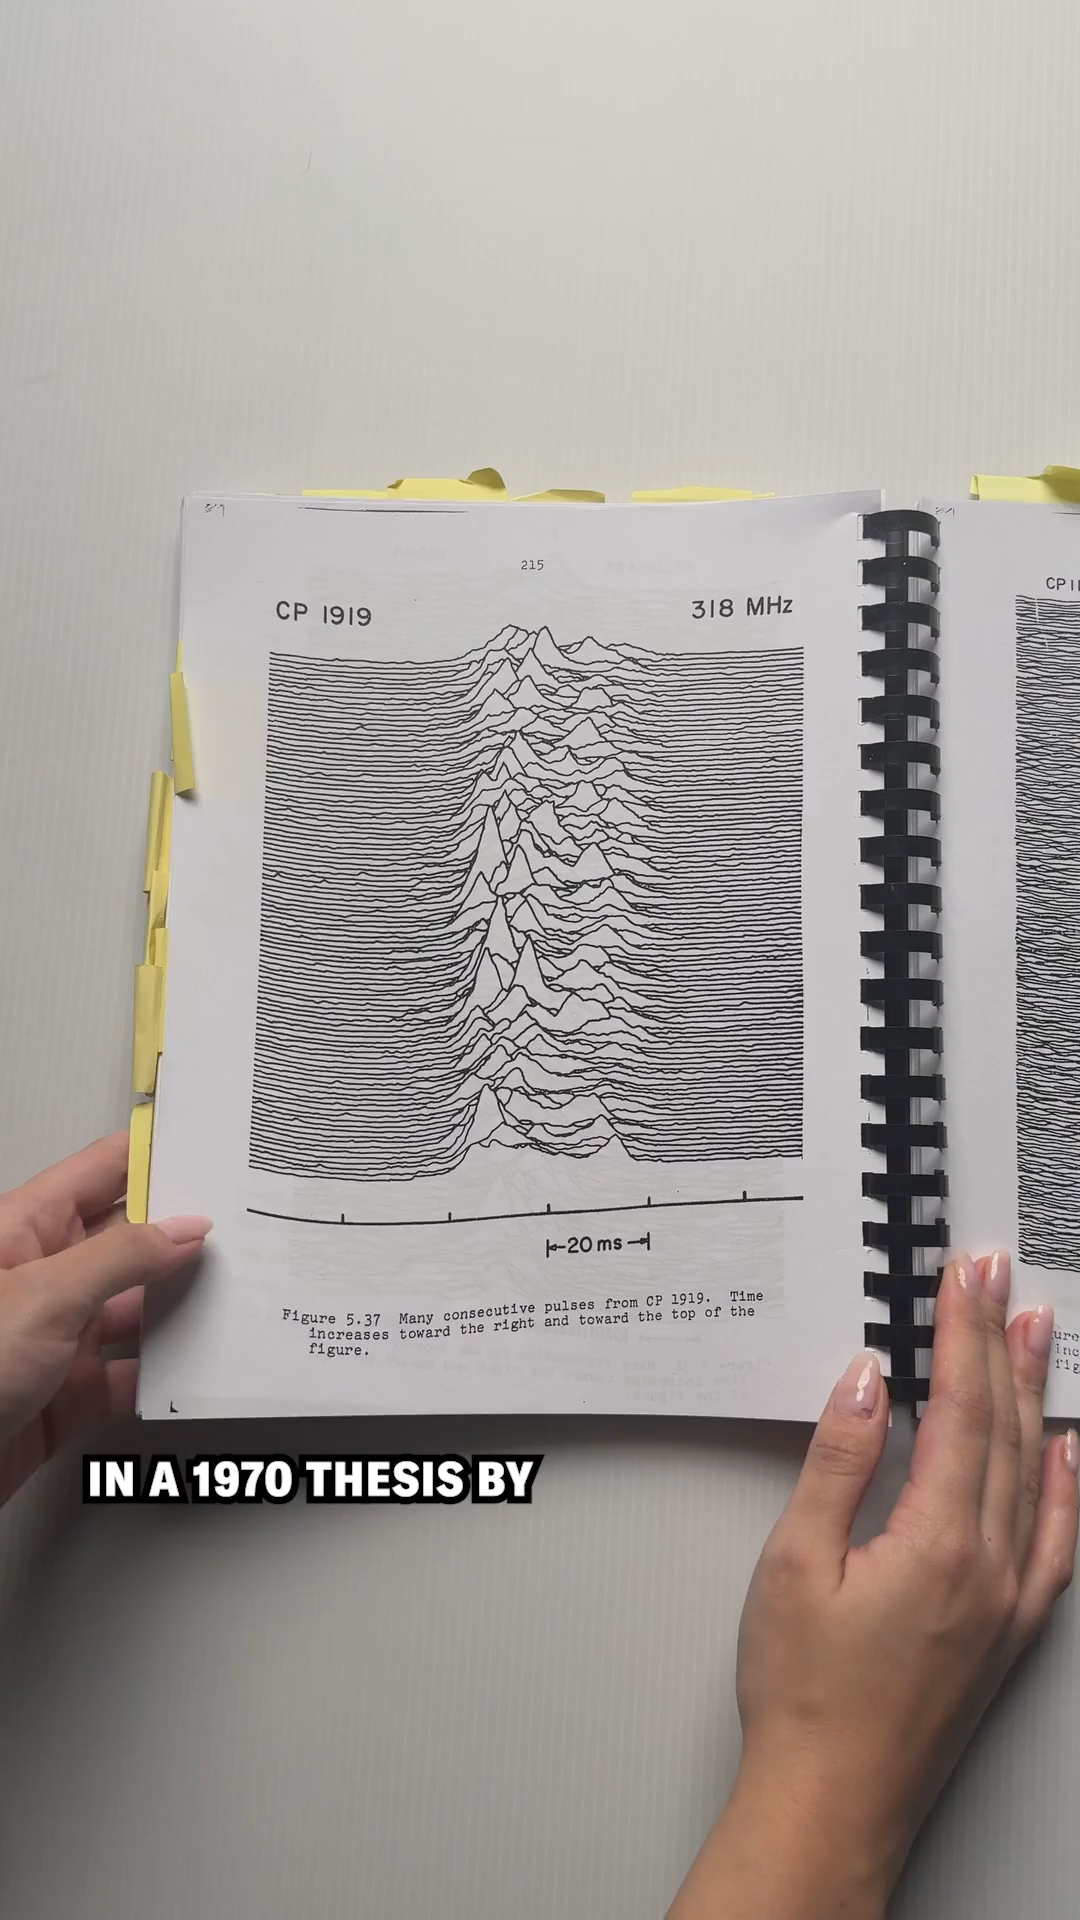 215
CP 1919
318 MHz
20 ms
Figure 5.37 Many consecutive pulses from CP 1919. Time
increases toward the right and toward the top of the
figure.
IN A 1970 THESIS BY